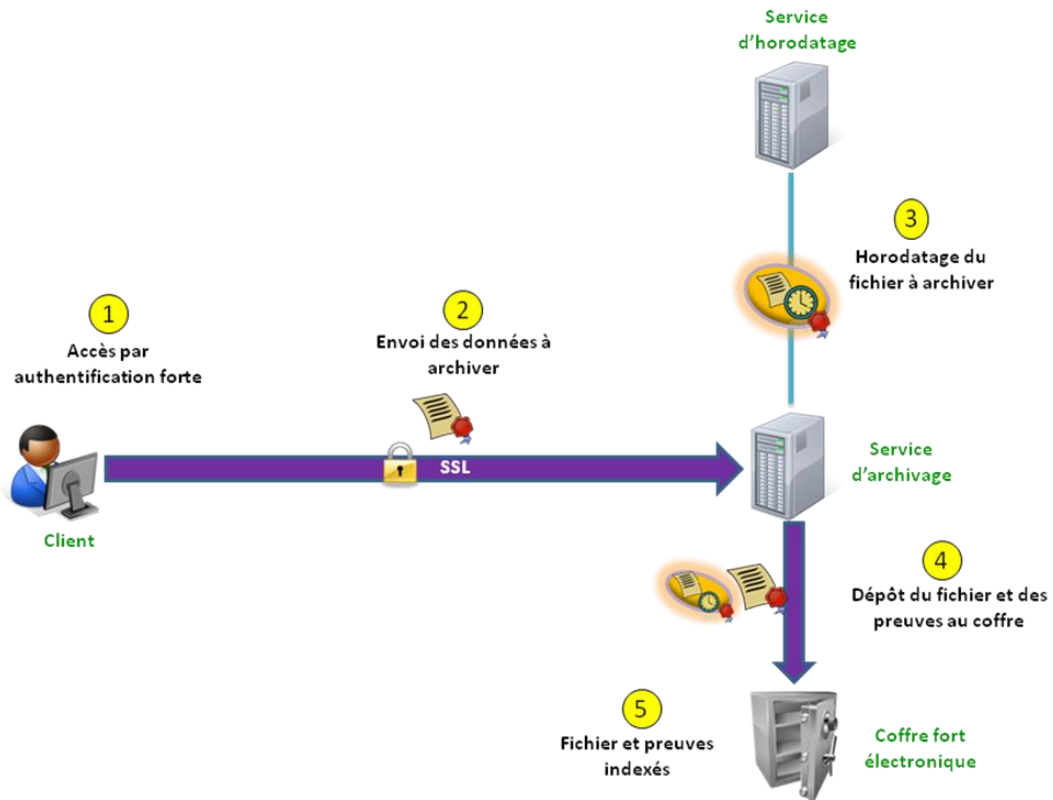 Service
d'horodatage
3
Horodatage du
fichier à archiver
1
Accès par
authentification forte
2
Envoi des données à
archiver
SSL
Client
Service
d'archivage
4
Dépôt du fichier et des
preuves au coffre
5
Fichier et preuves
indexés
Coffre fort
électronique